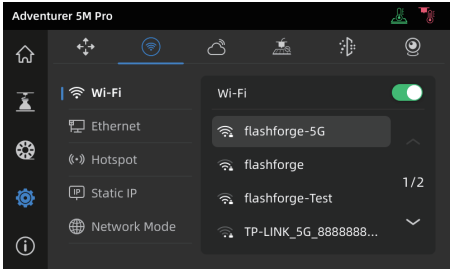 Adventurer 5M Pro
Wi-Fi
Ethernet
Hotspot
IP Static IP
Network Mode
Wi-Fi
flashforge-5G
flashforge
flashforge-Test
TP-LINK_5G_8888888...
1/2